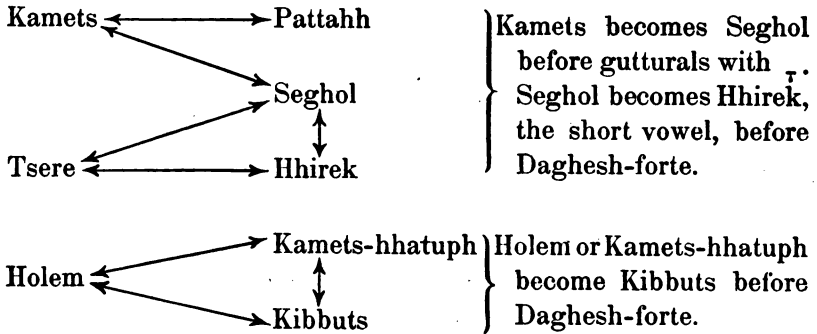 Kamets Pattahh
Seghol
Tsere Hhirek
Kamets becomes Seghol
before gutturals with ָ.
Seghol becomes Hhirek,
the short vowel, before
Daghesh-forte.
Holem
Kamets-hhatuph
Kibbuts
Holem or Kamets-hhatuph
become Kibbuts before
Daghesh-forte.